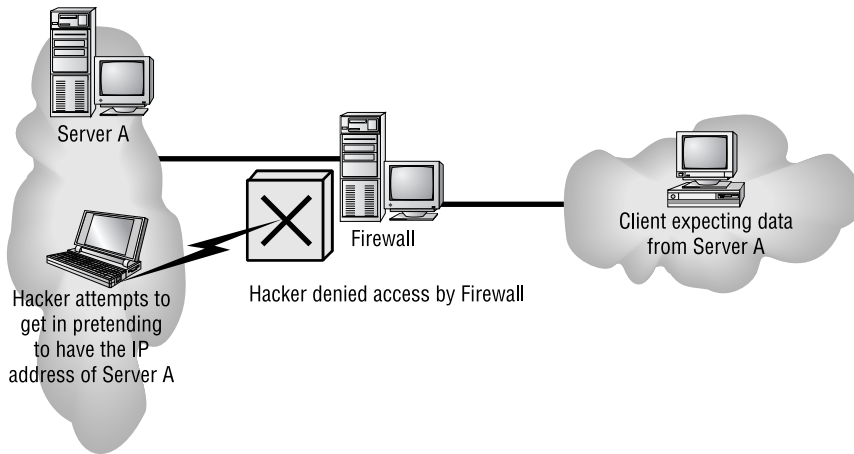 Server A
Firewall
Client expecting data
from Server A
Hacker attempts to
get in pretending
to have the IP
address of Server A
Hacker denied access by Firewall